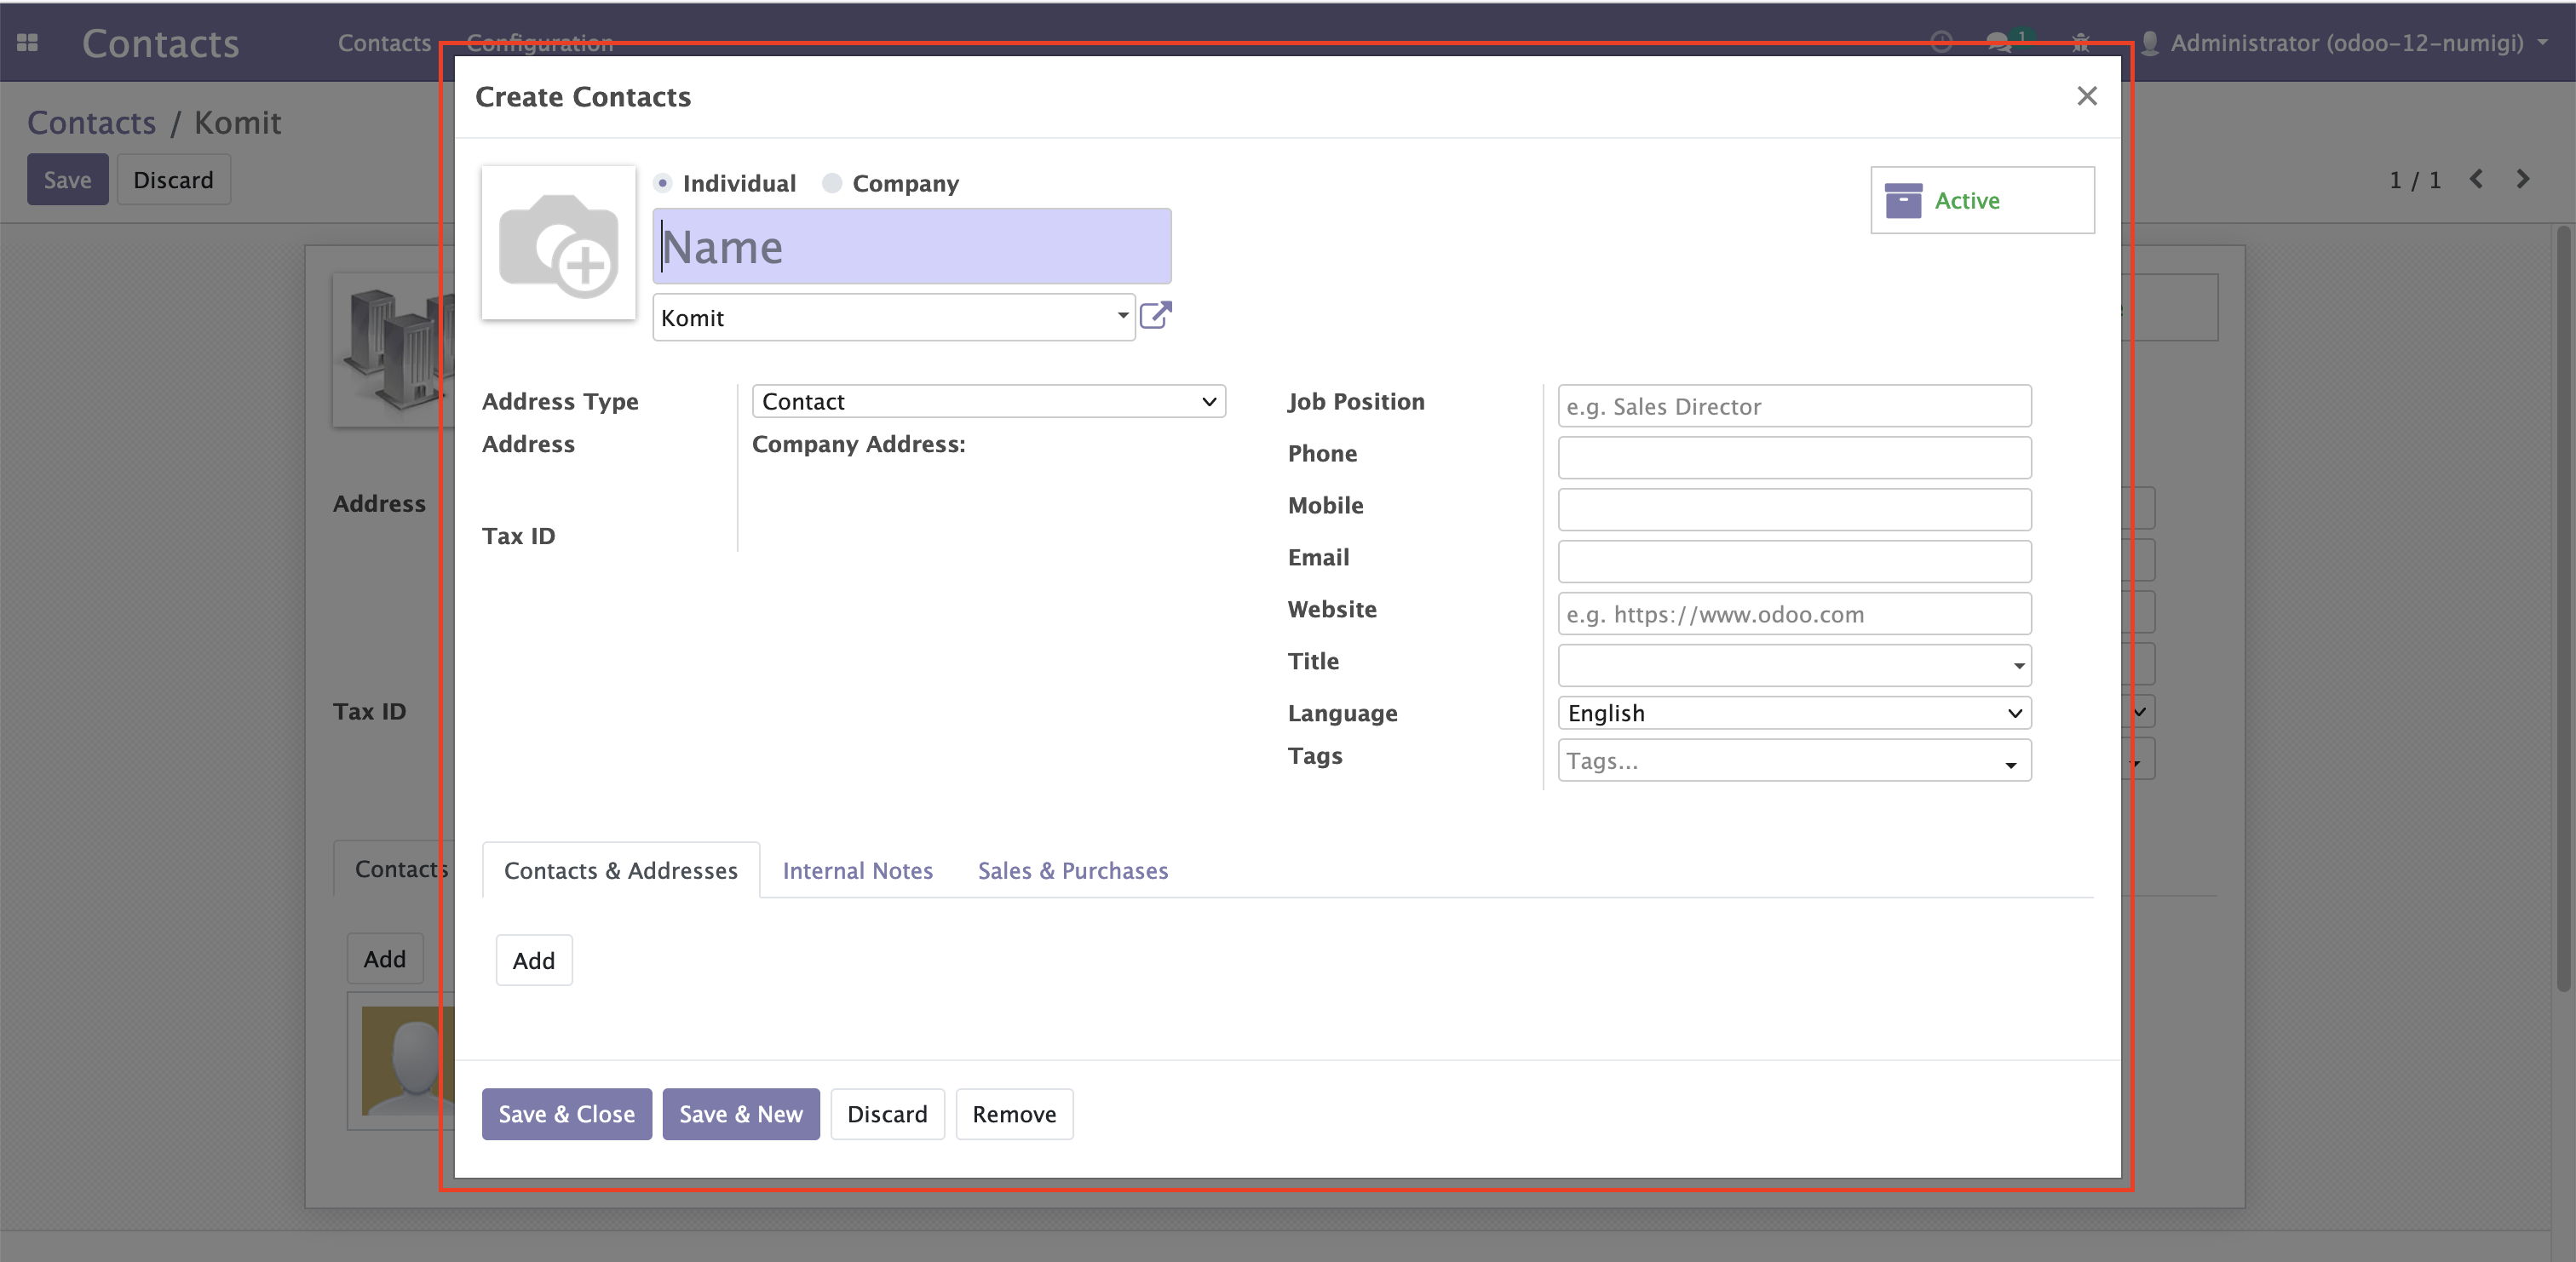 Contacts Contacts Configuration 1 Administrator (odoo-12-numigi)
Contacts / Komit
Save Discard
1 / 1
Create Contacts
Individual Company
Active
Name
Komit
Address Type Contact
Address Company Address:
Tax ID
Job Position e.g. Sales Director
Phone
Mobile
Email
Website e.g. https://www.odoo.com
Title
Language English
Tags Tags...
Contacts & Addresses Internal Notes Sales & Purchases
Add
Save & Close Save & New Discard Remove
Address
Tax ID
Contacts
Add